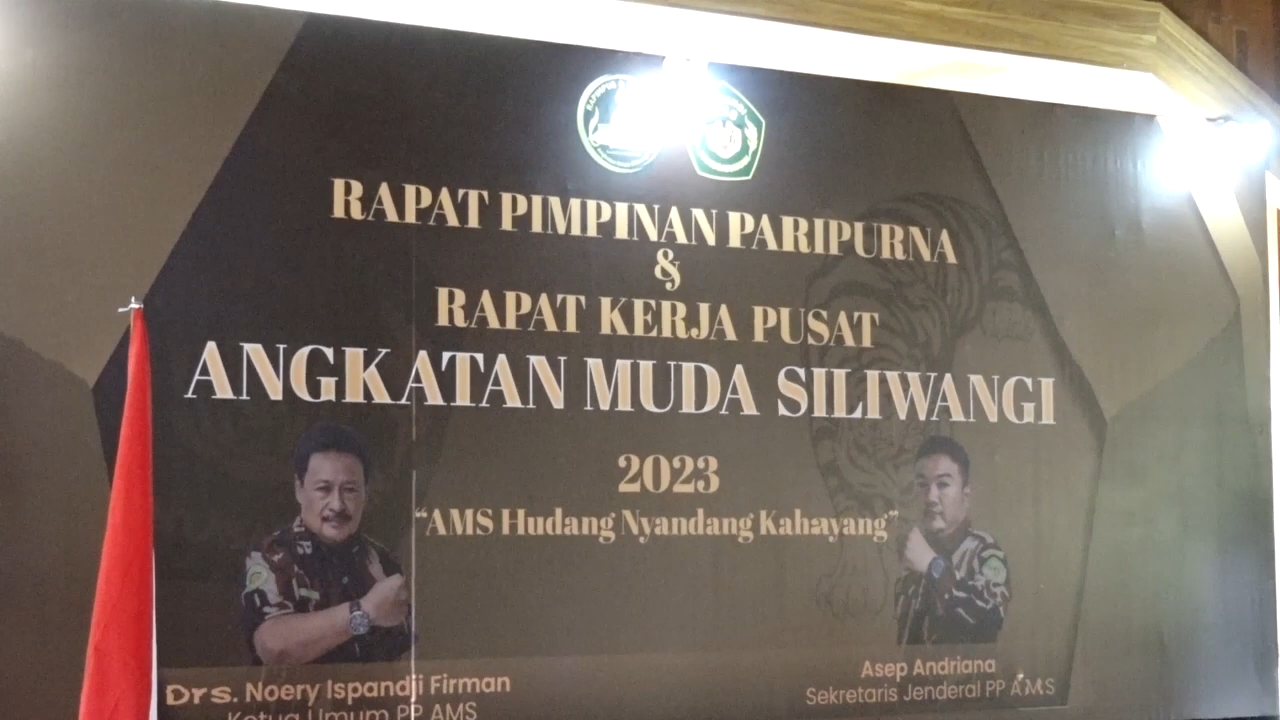 RAPAT PIMPINAN PARIPURNA
&
RAPAT KERJA PUSAT
ANGKATAN MUDA SILIWANGI
2023
“AMS Hudang Nyandang Kahayang”
Drs. Noery Ispandji Firman
Ketua Umum PP AMS
Asep Andriana
Sekretaris Jenderal PP AMS